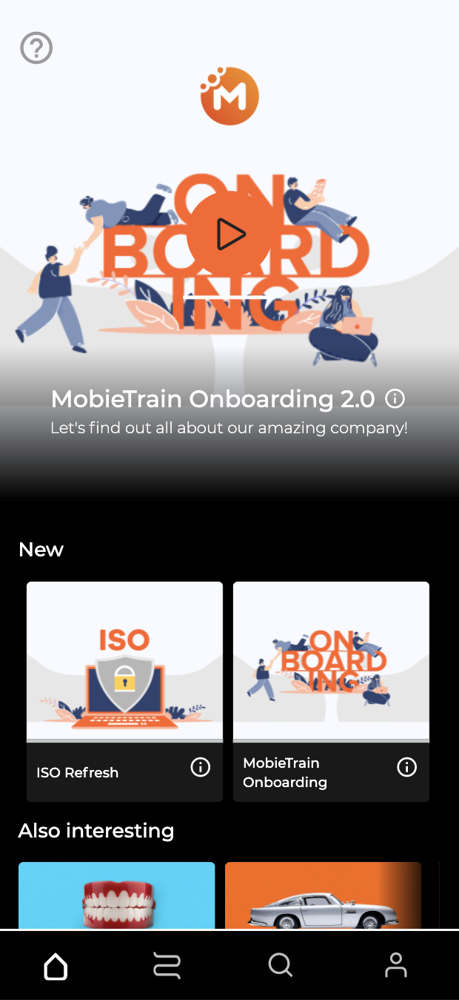 M
ON
BOARD
ING
MobieTrain Onboarding 2.0
Let's find out all about our amazing company!
New
ISO
ON
BOARD
ING
ISO Refresh
MobieTrain
Onboarding
Also interesting